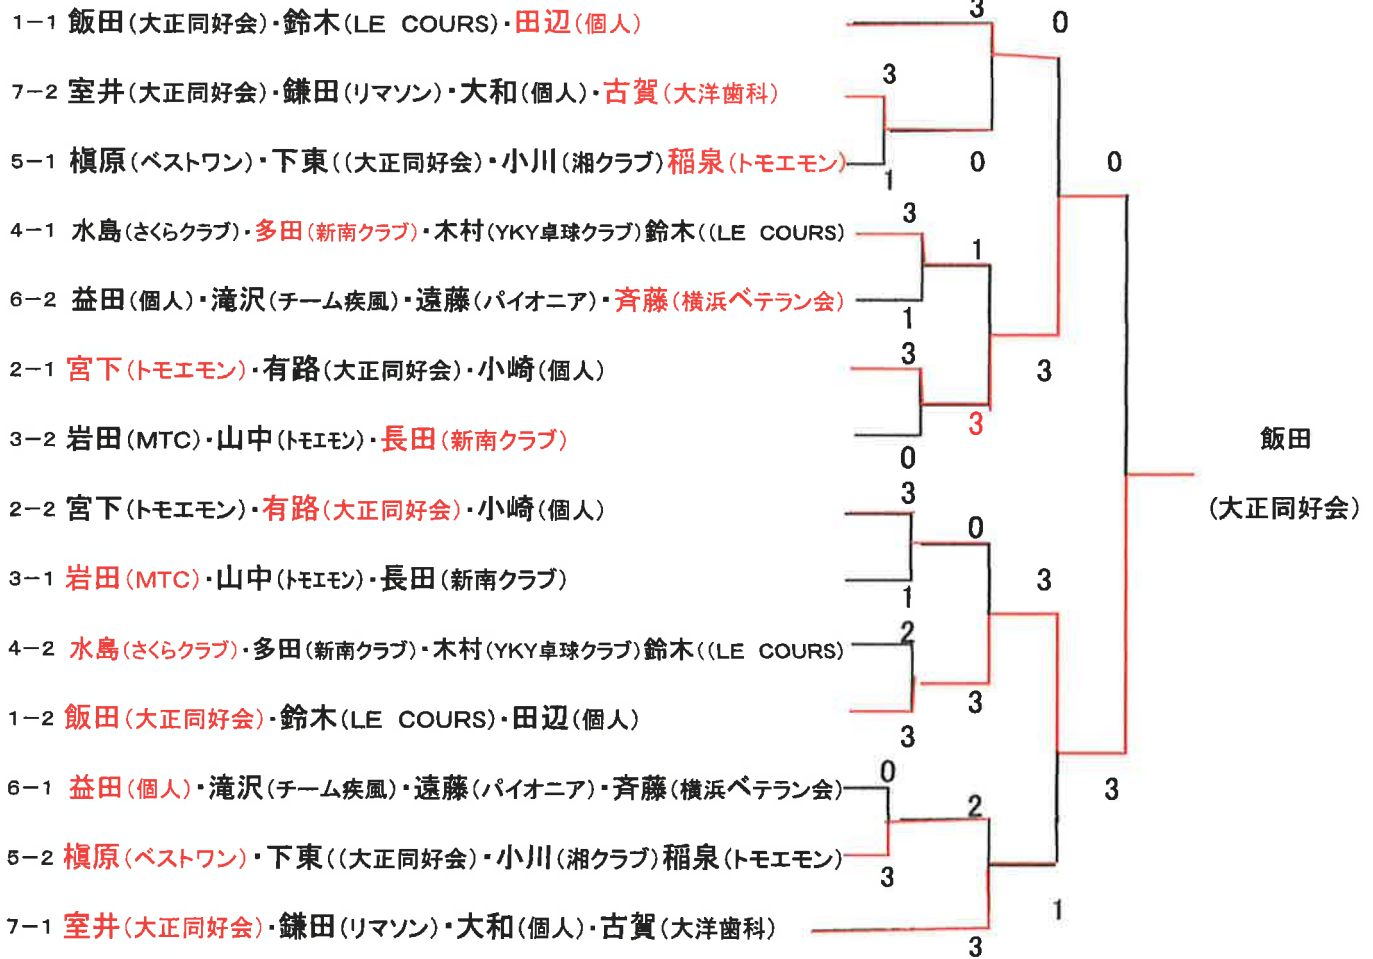 1-1 飯田(大正同好会)・鈴木(LE COURS)・田辺(個人)
3
0
7-2 室井(大正同好会)・鎌田(リマソン)・大和(個人)・古賀(大洋歯科)
3
5-1 槇原(ベストワン)・下東((大正同好会)・小川(湘クラブ)稲泉(トモエモン)
1
0
0
4-1 水島(さくらクラブ)・多田(新南クラブ)・木村(YKY卓球クラブ)鈴木((LE COURS)
3
1
6-2 益田(個人)・滝沢(チーム疾風)・遠藤(パイオニア)・斉藤(横浜ベテラン会)
1
2-1 宮下(トモエモン)・有路(大正同好会)・小崎(個人)
3
3
3-2 岩田(MTC)・山中(トモエモン)・長田(新南クラブ)
0
3
飯田
(大正同好会)
2-2 宮下(トモエモン)・有路(大正同好会)・小崎(個人)
3
0
3-1 岩田(MTC)・山中(トモエモン)・長田(新南クラブ)
1
3
4-2 水島(さくらクラブ)・多田(新南クラブ)・木村(YKY卓球クラブ)鈴木((LE COURS)
2
1-2 飯田(大正同好会)・鈴木(LE COURS)・田辺(個人)
3
3
6-1 益田(個人)・滝沢(チーム疾風)・遠藤(パイオニア)・斉藤(横浜ベテラン会)
0
2
3
5-2 槇原(ベストワン)・下東((大正同好会)・小川(湘クラブ)稲泉(トモエモン)
3
7-1 室井(大正同好会)・鎌田(リマソン)・大和(個人)・古賀(大洋歯科)
3
1